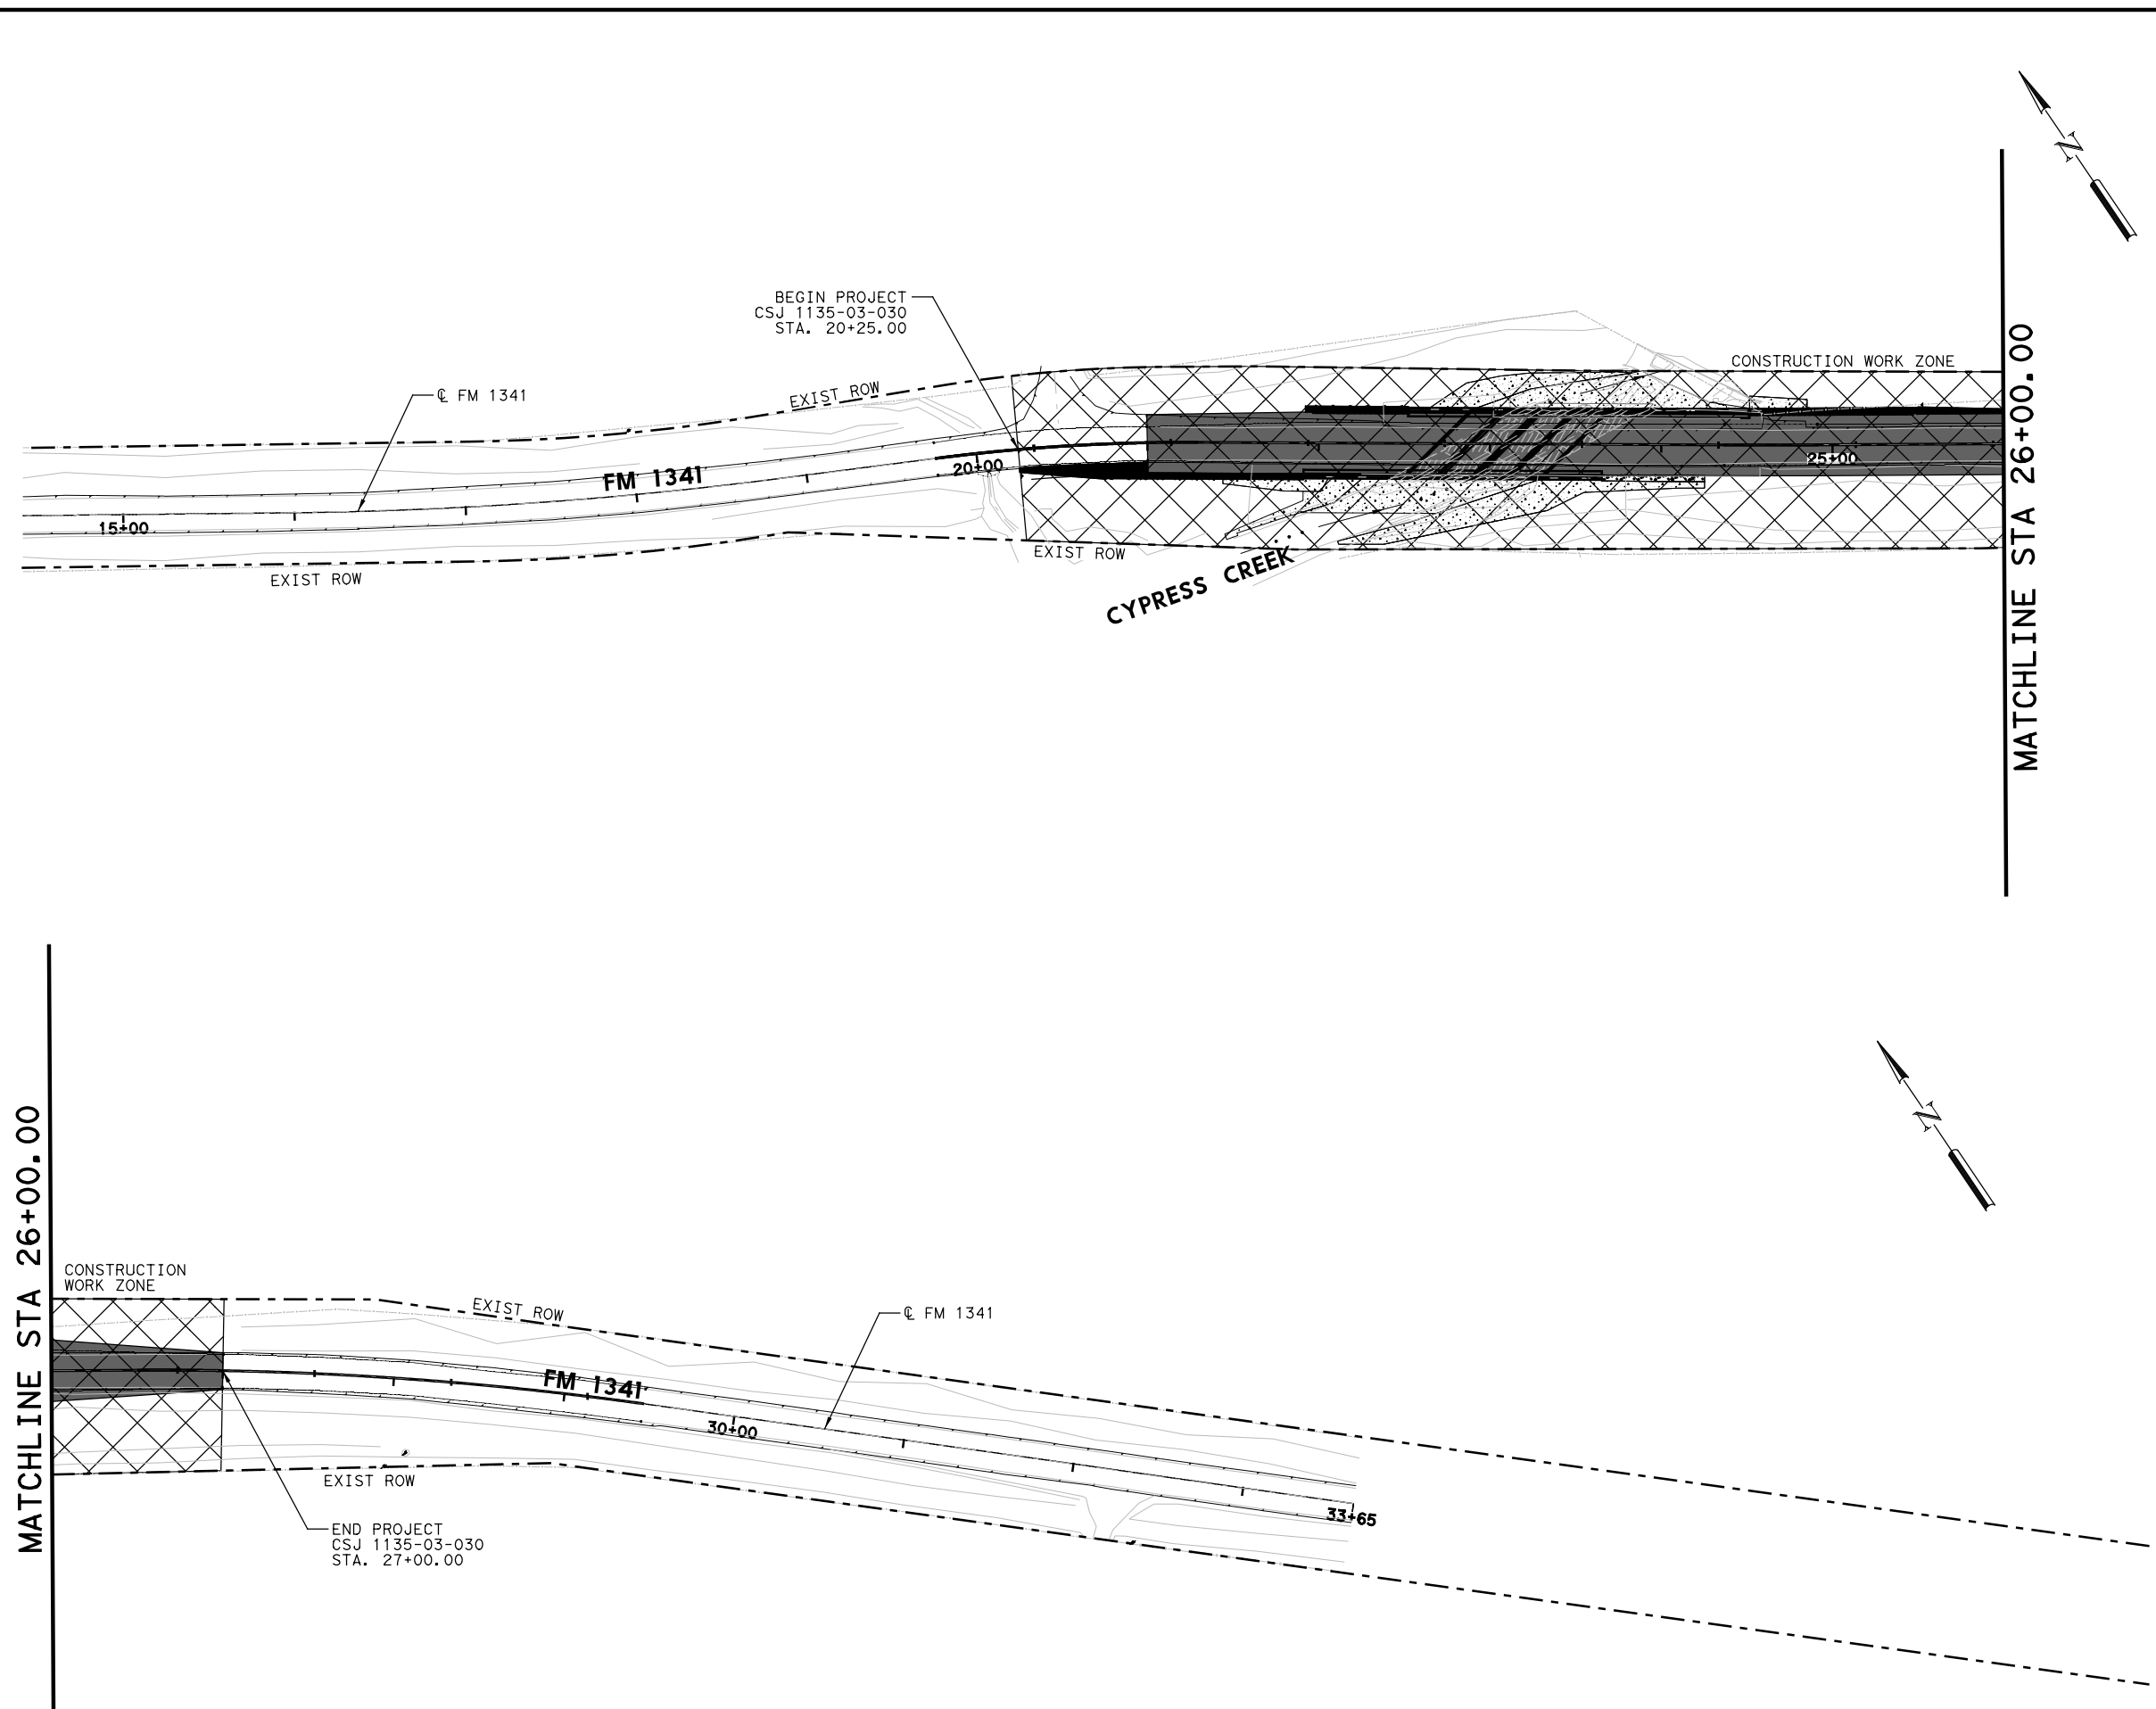 N
BEGIN PROJECT
CSJ 1135-03-030
STA. 20+25.00
CONSTRUCTION WORK ZONE
EXIST ROW
℄ FM 1341
FM 1341
20+00
25+00
15+00
EXIST ROW
EXIST ROW
CYPRESS CREEK
MATCHLINE STA 26+00.00
N
MATCHLINE STA 26+00.00
CONSTRUCTION
WORK ZONE
EXIST ROW
℄ FM 1341
FM 1341
30+00
EXIST ROW
33+65
END PROJECT
CSJ 1135-03-030
STA. 27+00.00